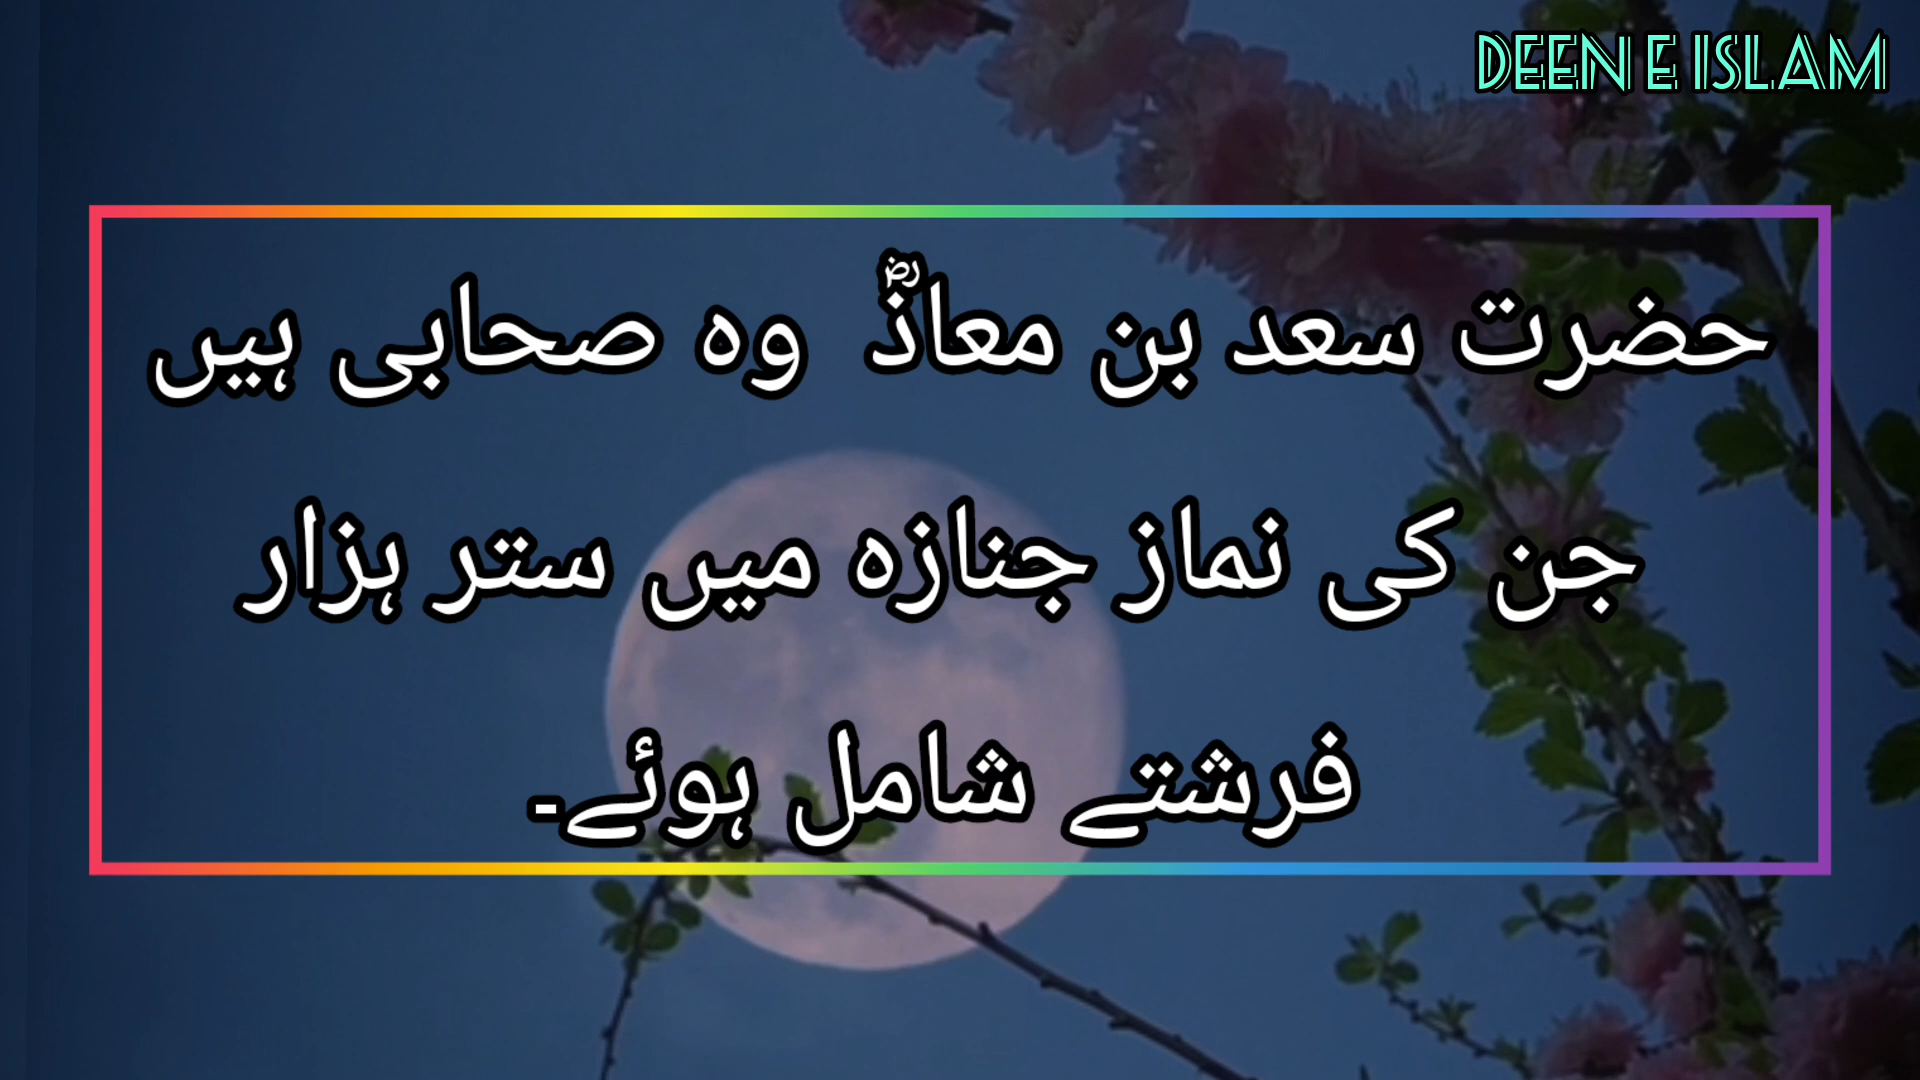 DEEN E ISLAM
حضرت سعد بن معاذؓ وہ صحابی ہیں
جن کی نماز جنازہ میں ستر ہزار
فرشتے شامل ہوئے۔